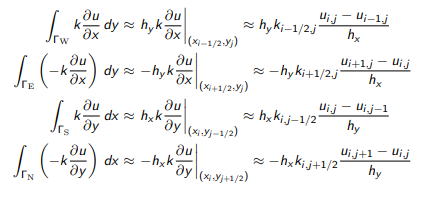 ∫_{Γ_W} k ∂u/∂x dy ≈ h_y k ∂u/∂x |_{(x_{i−1/2}, y_j)} ≈ h_y k_{i−1/2,j} (u_{i,j} − u_{i−1,j})/h_x
∫_{Γ_E} (−k ∂u/∂x) dy ≈ −h_y k ∂u/∂x |_{(x_{i+1/2}, y_j)} ≈ −h_y k_{i+1/2,j} (u_{i+1,j} − u_{i,j})/h_x
∫_{Γ_S} k ∂u/∂y dx ≈ h_x k ∂u/∂y |_{(x_i, y_{j−1/2})} ≈ h_x k_{i,j−1/2} (u_{i,j} − u_{i,j−1})/h_y
∫_{Γ_N} (−k ∂u/∂y) dx ≈ −h_x k ∂u/∂y |_{(x_i, y_{j+1/2})} ≈ −h_x k_{i,j+1/2} (u_{i,j+1} − u_{i,j})/h_y